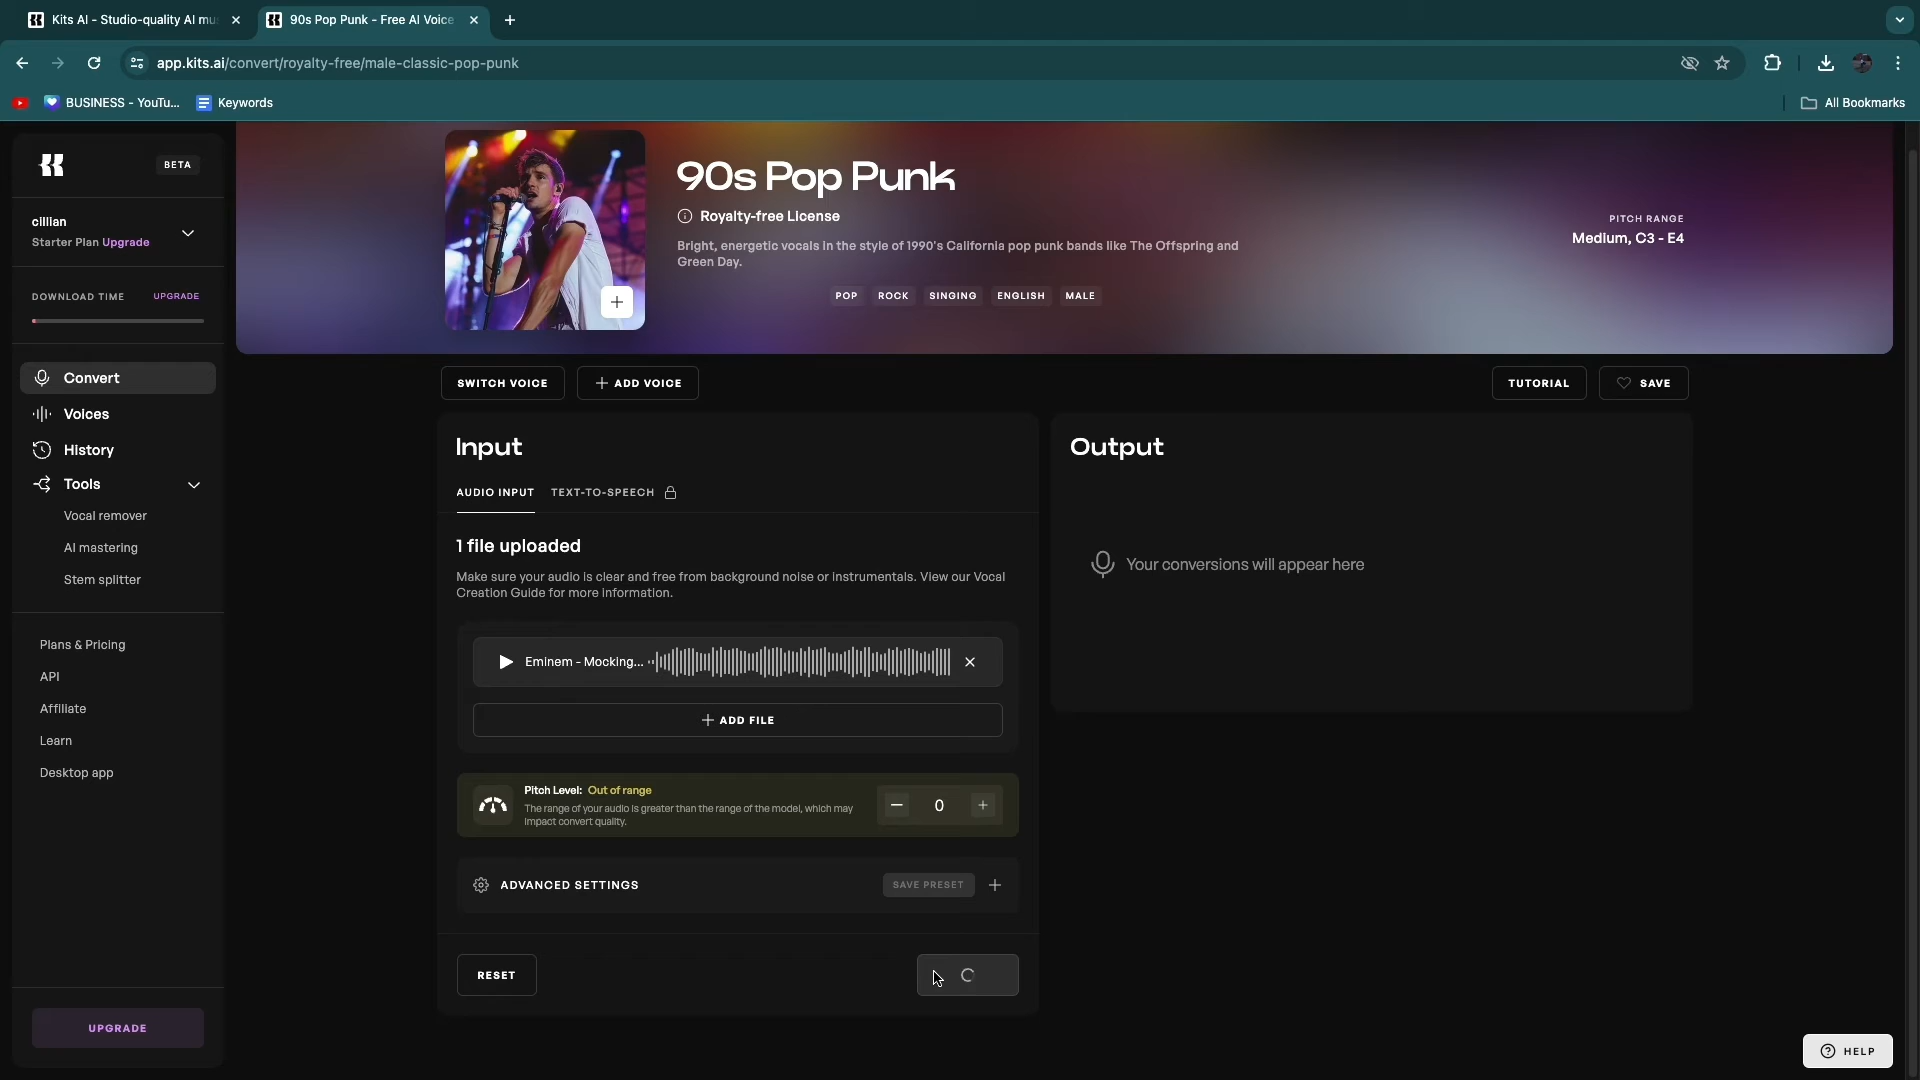 Kits AI - Studio-quality AI mu
90s Pop Punk - Free AI Voice
app.kits.ai/convert/royalty-free/male-classic-pop-punk
BUSINESS - YouTu...
Keywords
All Bookmarks
BETA
cillian
Starter Plan Upgrade
DOWNLOAD TIME
UPGRADE
Convert
Voices
History
Tools
Vocal remover
AI mastering
Stem splitter
Plans & Pricing
API
Affiliate
Learn
Desktop app
UPGRADE
90s Pop Punk
Royalty-free License
Bright, energetic vocals in the style of 1990's California pop punk bands like The Offspring and
Green Day.
POP
ROCK
SINGING
ENGLISH
MALE
PITCH RANGE
Medium, C3 - E4
SWITCH VOICE
ADD VOICE
TUTORIAL
SAVE
Input
AUDIO INPUT
TEXT-TO-SPEECH
1 file uploaded
Make sure your audio is clear and free from background noise or instrumentals. View our Vocal
Creation Guide for more information.
Eminem - Mocking...
ADD FILE
Pitch Level: Out of range
The range of your audio is greater than the range of the model, which may
impact convert quality.
0
ADVANCED SETTINGS
SAVE PRESET
RESET
Output
Your conversions will appear here
HELP